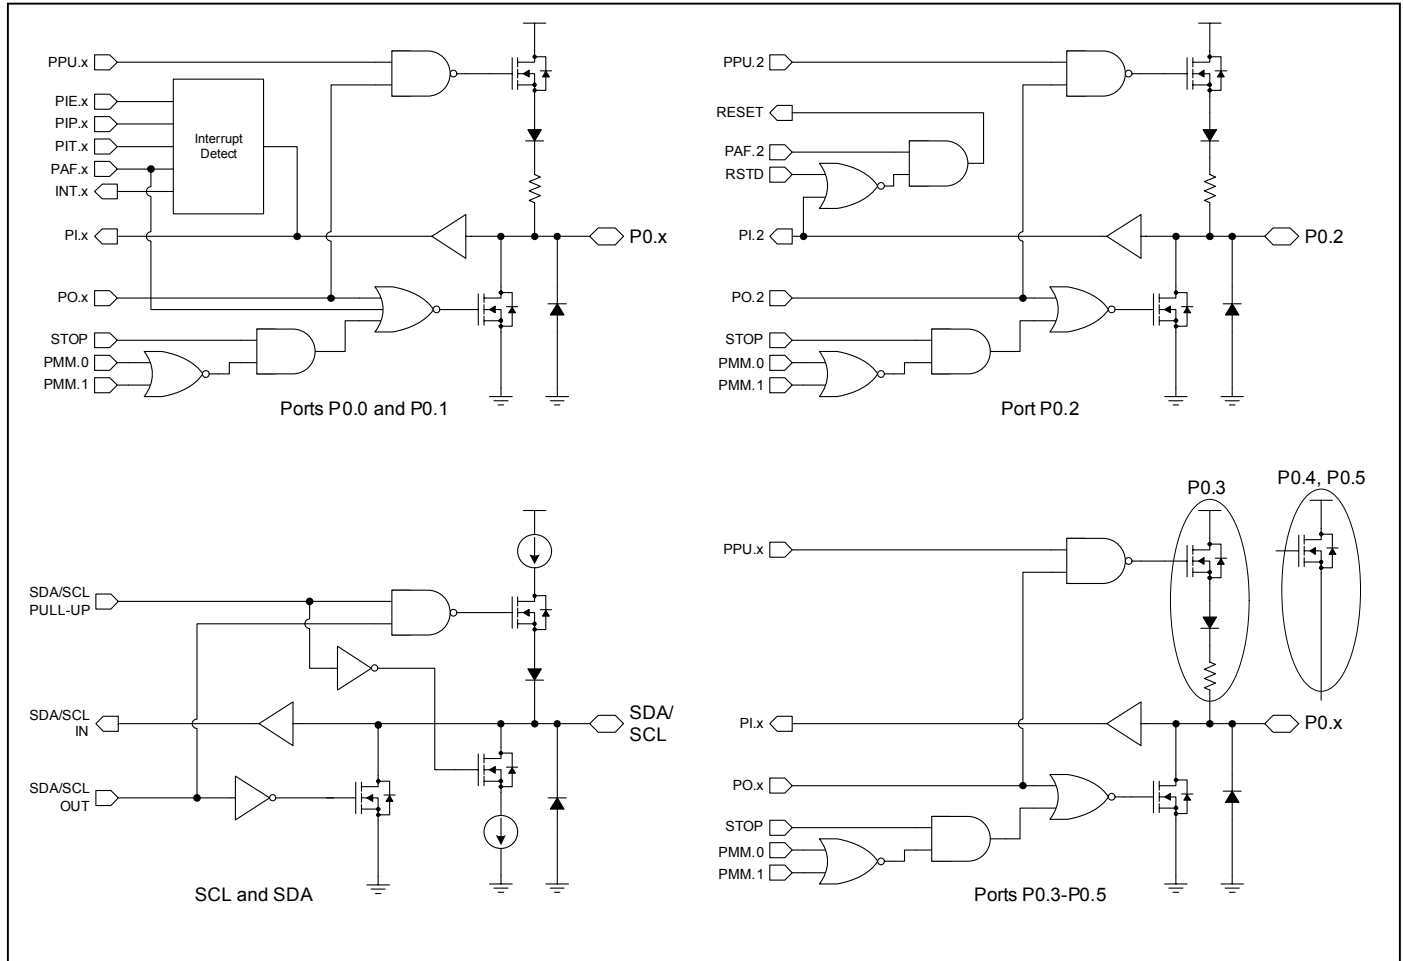 PPU.x
PIE.x
PIP.x
PIT.x
PAF.x
INT.x
Interrupt
Detect
PI.x
P0.x
PO.x
STOP
PMM.0
PMM.1
Ports P0.0 and P0.1
PPU.2
RESET
PAF.2
RSTD
PI.2
P0.2
PO.2
STOP
PMM.0
PMM.1
Port P0.2
SDA/SCL
PULL-UP
SDA/SCL
IN
SDA/
SCL
SDA/SCL
OUT
SCL and SDA
P0.3
P0.4, P0.5
PPU.x
PI.x
P0.x
PO.x
STOP
PMM.0
PMM.1
Ports P0.3-P0.5